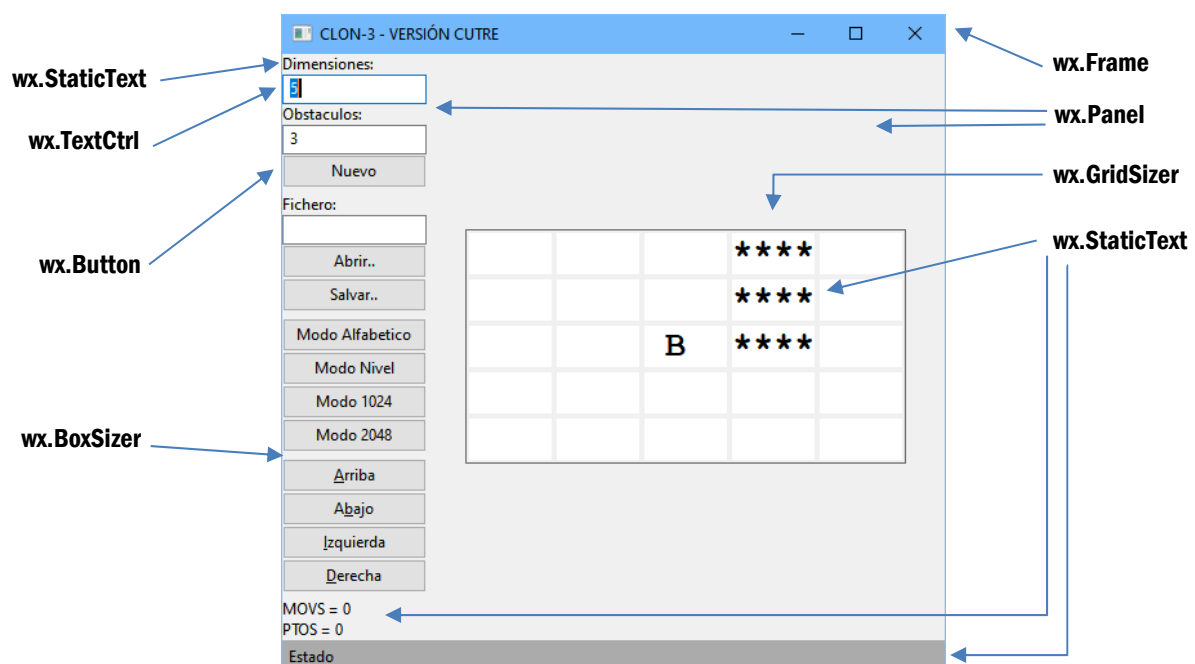 CLON-3 - VERSIÓN CUTRE
wx.StaticText
Dimensiones:
wx.Frame
5
wx.TextCtrl
Obstaculos:
wx.Panel
3
Nuevo
wx.GridSizer
Fichero:
wx.Button
Abrir..
****
wx.StaticText
Salvar..
****
Modo Alfabetico
B ****
Modo Nivel
Modo 1024
wx.BoxSizer
Modo 2048
Arriba
Abajo
Izquierda
Derecha
MOVS = 0
PTOS = 0
Estado